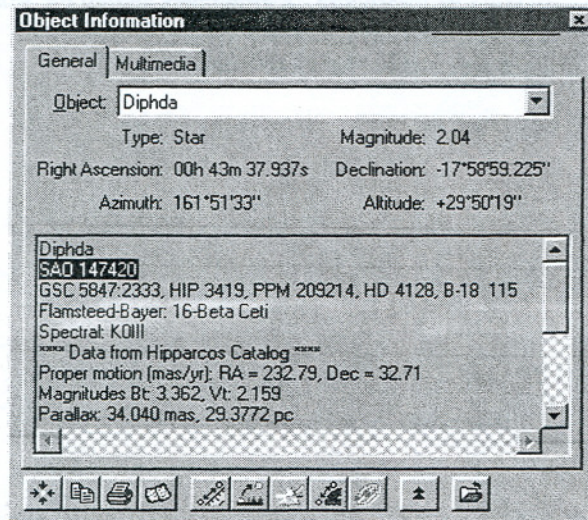 Object Information
General Multimedia
Object: Diphda
Type: Star Magnitude: 2.04
Right Ascension: 00h 43m 37.937s Declination: -17°58'59.225"
Azimuth: 161°51'33" Altitude: +29°50'19"
Diphda
SAO 147420
GSC 5847:2333, HIP 3419, PPM 209214, HD 4128, B-18 115
Flamsteed-Bayer: 16-Beta Ceti
Spectral: K0III
**** Data from Hipparcos Catalog ****
Proper motion (mas/yr): RA = 232.79, Dec = 32.71
Magnitudes Bt: 3.362, Vt: 2.159
Parallax: 34.040 mas, 29.3772 pc